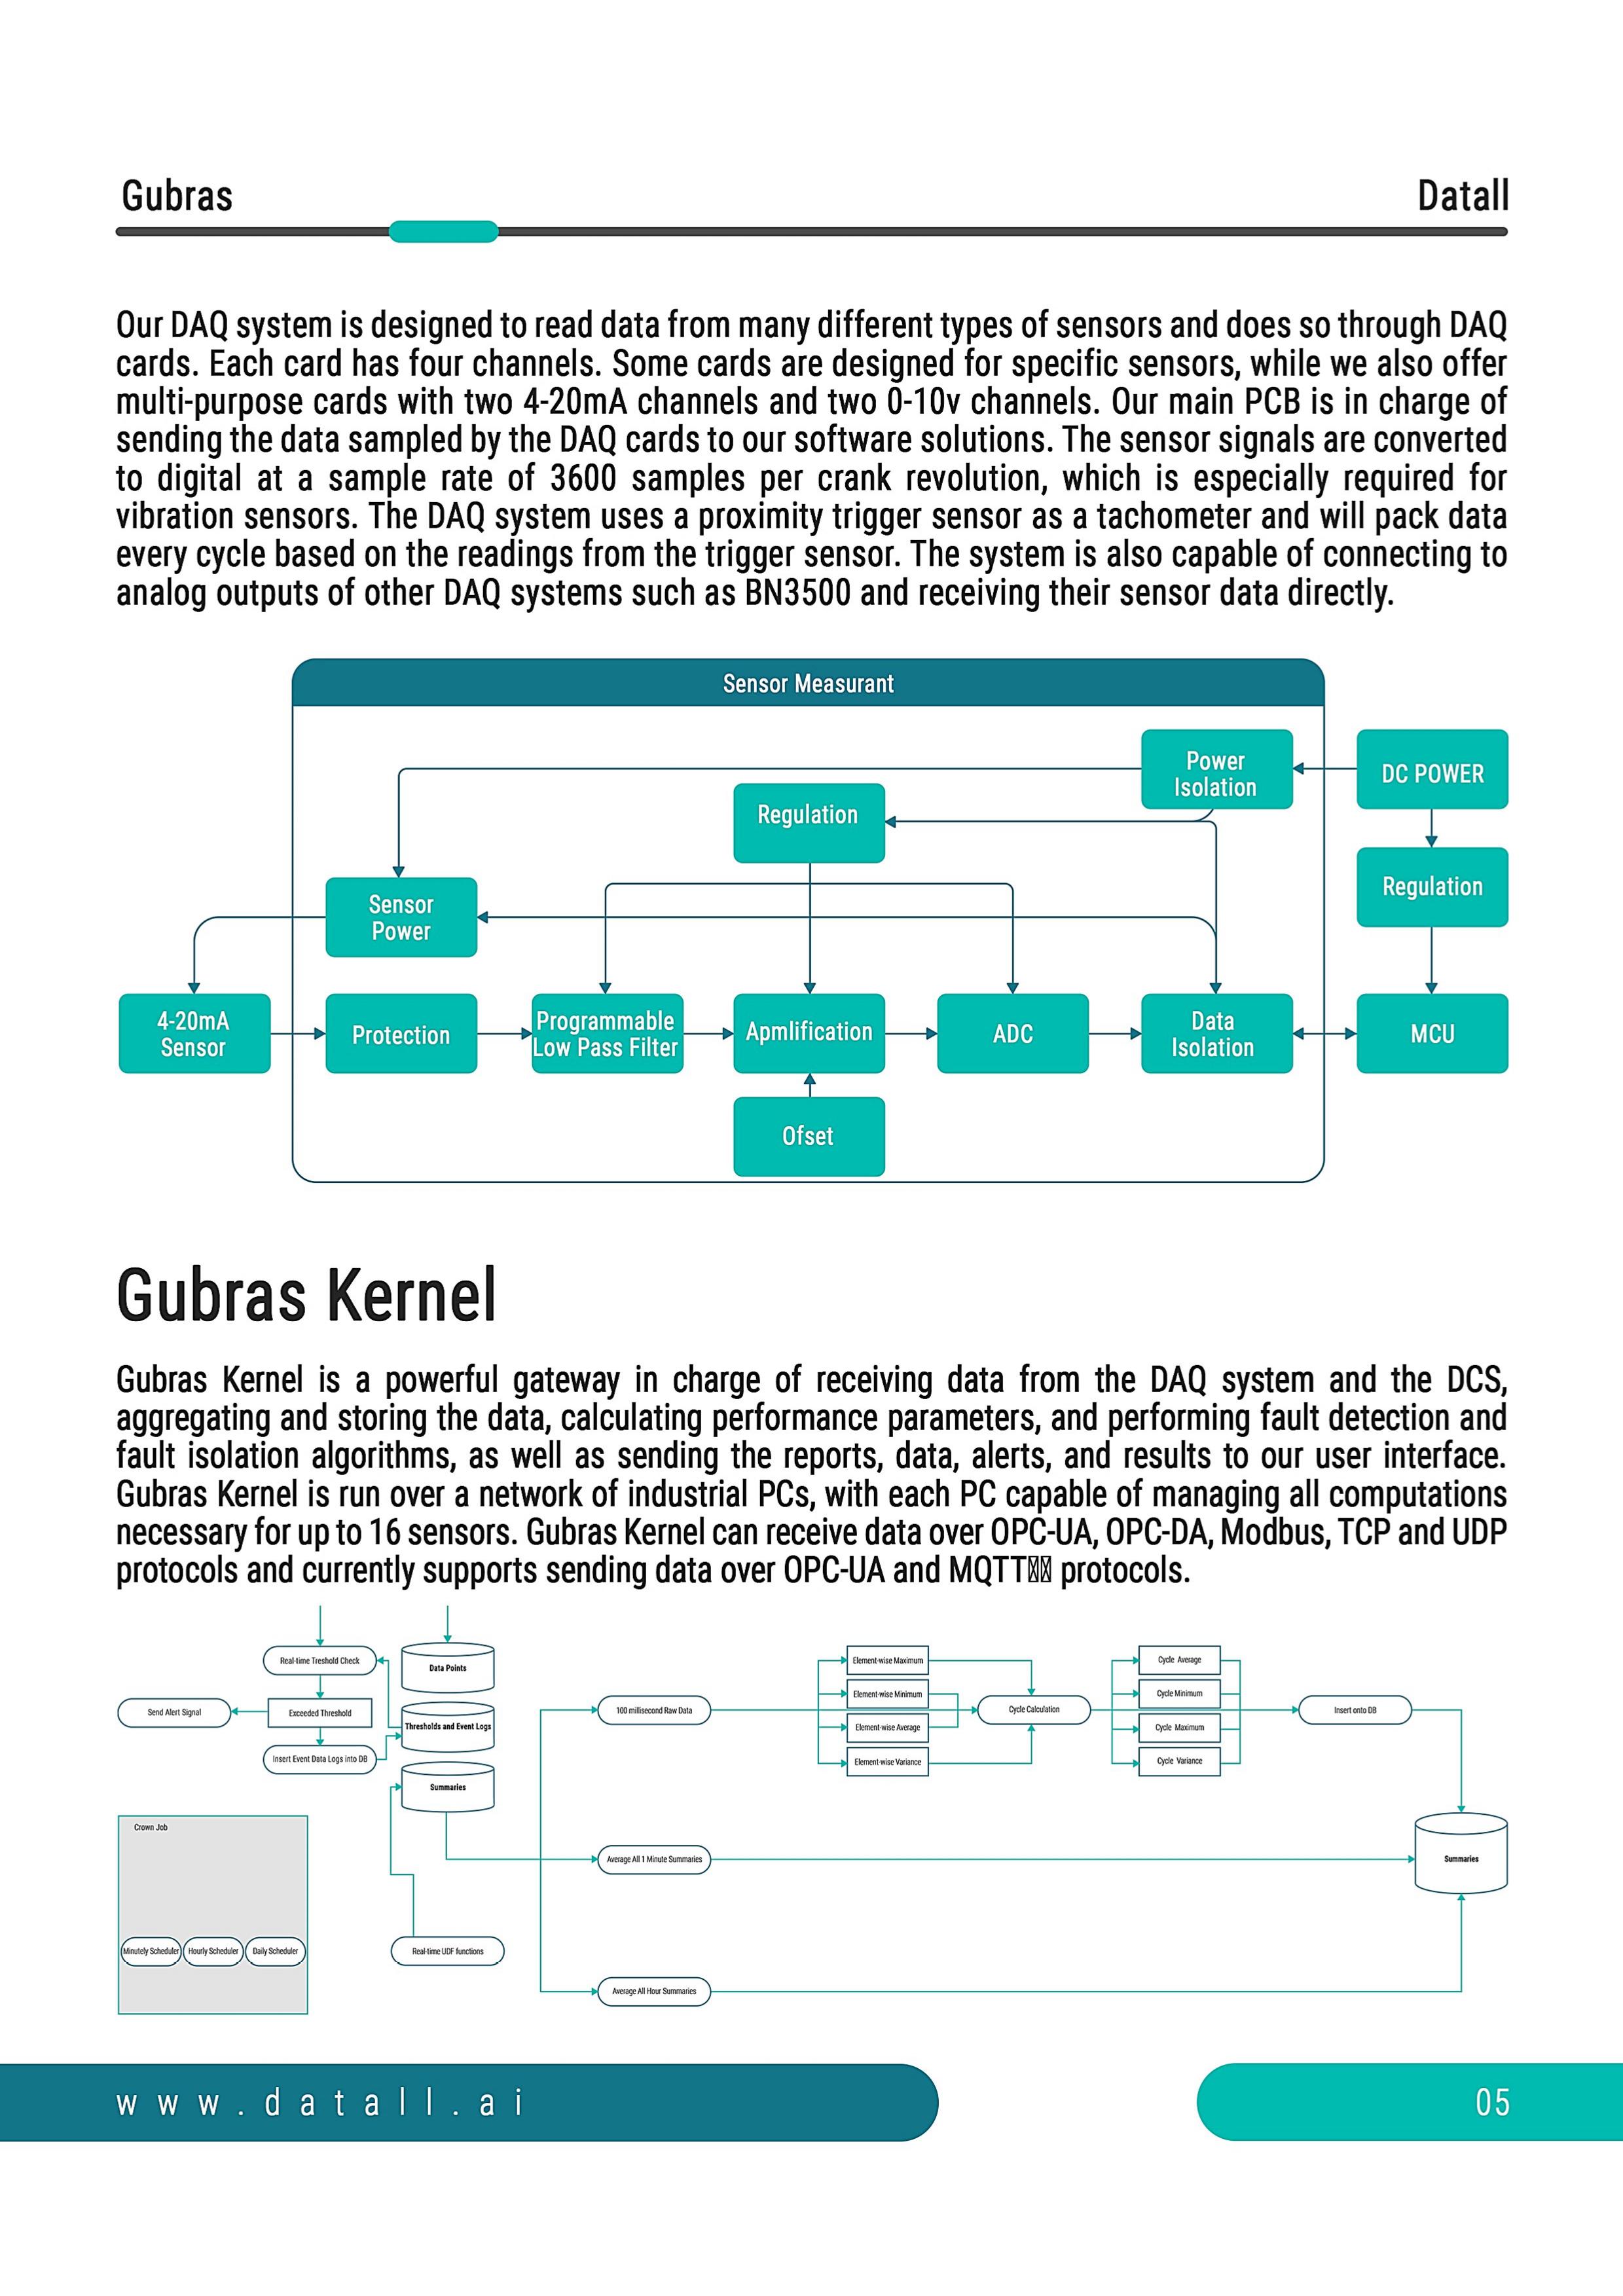 Gubras
Datall
Our DAQ system is designed to read data from many different types of sensors and does so through DAQ
cards. Each card has four channels. Some cards are designed for specific sensors, while we also offer
multi-purpose cards with two 4-20mA channels and two 0-10v channels. Our main PCB is in charge of
sending the data sampled by the DAQ cards to our software solutions. The sensor signals are converted
to digital at a sample rate of 3600 samples per crank revolution, which is especially required for
vibration sensors. The DAQ system uses a proximity trigger sensor as a tachometer and will pack data
every cycle based on the readings from the trigger sensor. The system is also capable of connecting to
analog outputs of other DAQ systems such as BN3500 and receiving their sensor data directly.
Sensor Measurant
Power
Isolation
DC POWER
Regulation
Regulation
Sensor
Power
4-20mA
Sensor
Protection
Programmable
Low Pass Filter
Apmlification
ADC
Data
Isolation
MCU
Ofset
Gubras Kernel
Gubras Kernel is a powerful gateway in charge of receiving data from the DAQ system and the DCS,
aggregating and storing the data, calculating performance parameters, and performing fault detection and
fault isolation algorithms, as well as sending the reports, data, alerts, and results to our user interface.
Gubras Kernel is run over a network of industrial PCs, with each PC capable of managing all computations
necessary for up to 16 sensors. Gubras Kernel can receive data over OPC-UA, OPC-DA, Modbus, TCP and UDP
protocols and currently supports sending data over OPC-UA and MQTT protocols.
Real-time Treshold Check
Data Points
Send Alert Signal
Exceeded Threshold
Thresholds and Event Logs
Insert Event Data Logs into DB
Summaries
100 millisecond Raw Data
Element-wise Maximum
Element-wise Minimum
Element-wise Average
Element-wise Variance
Cycle Calculation
Cycle Average
Cycle Minimum
Cycle Maximum
Cycle Variance
Insert onto DB
Crown Job
Minutely Scheduler
Hourly Scheduler
Daily Scheduler
Real-time UDF functions
Average All 1 Minute Summaries
Summaries
Average All Hour Summaries
www.datall.ai
05